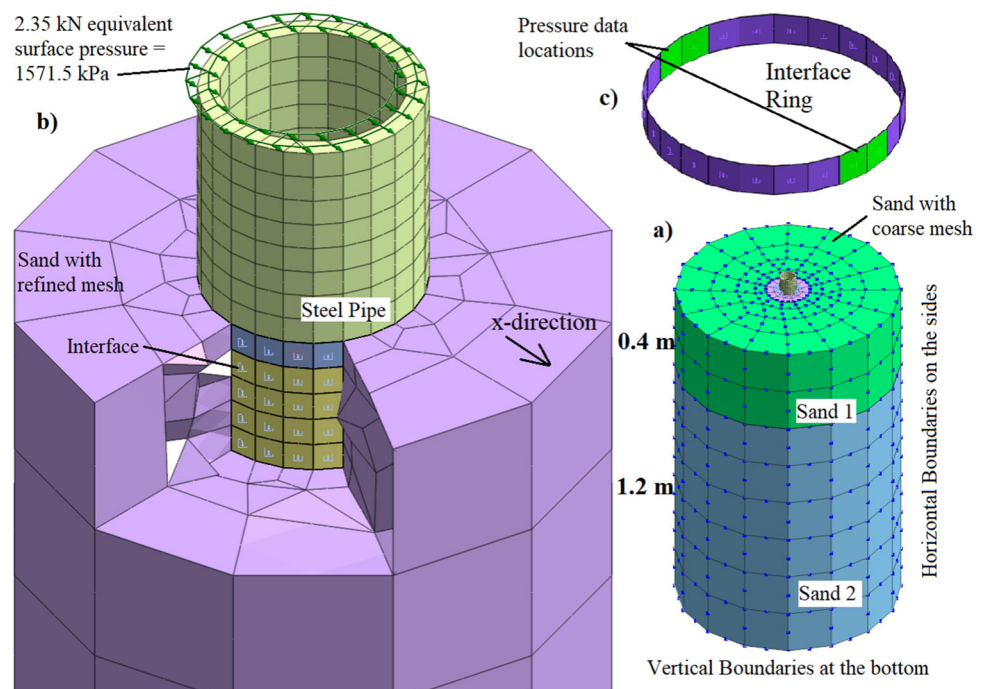 2.35 kN equivalent
surface pressure =
1571.5 kPa
b)
Sand with
refined mesh
Interface
Steel Pipe
x-direction
Pressure data
locations
c)
Interface
Ring
a)
Sand with
coarse mesh
0.4 m
Sand 1
1.2 m
Sand 2
Horizontal Boundaries on the sides
Vertical Boundaries at the bottom